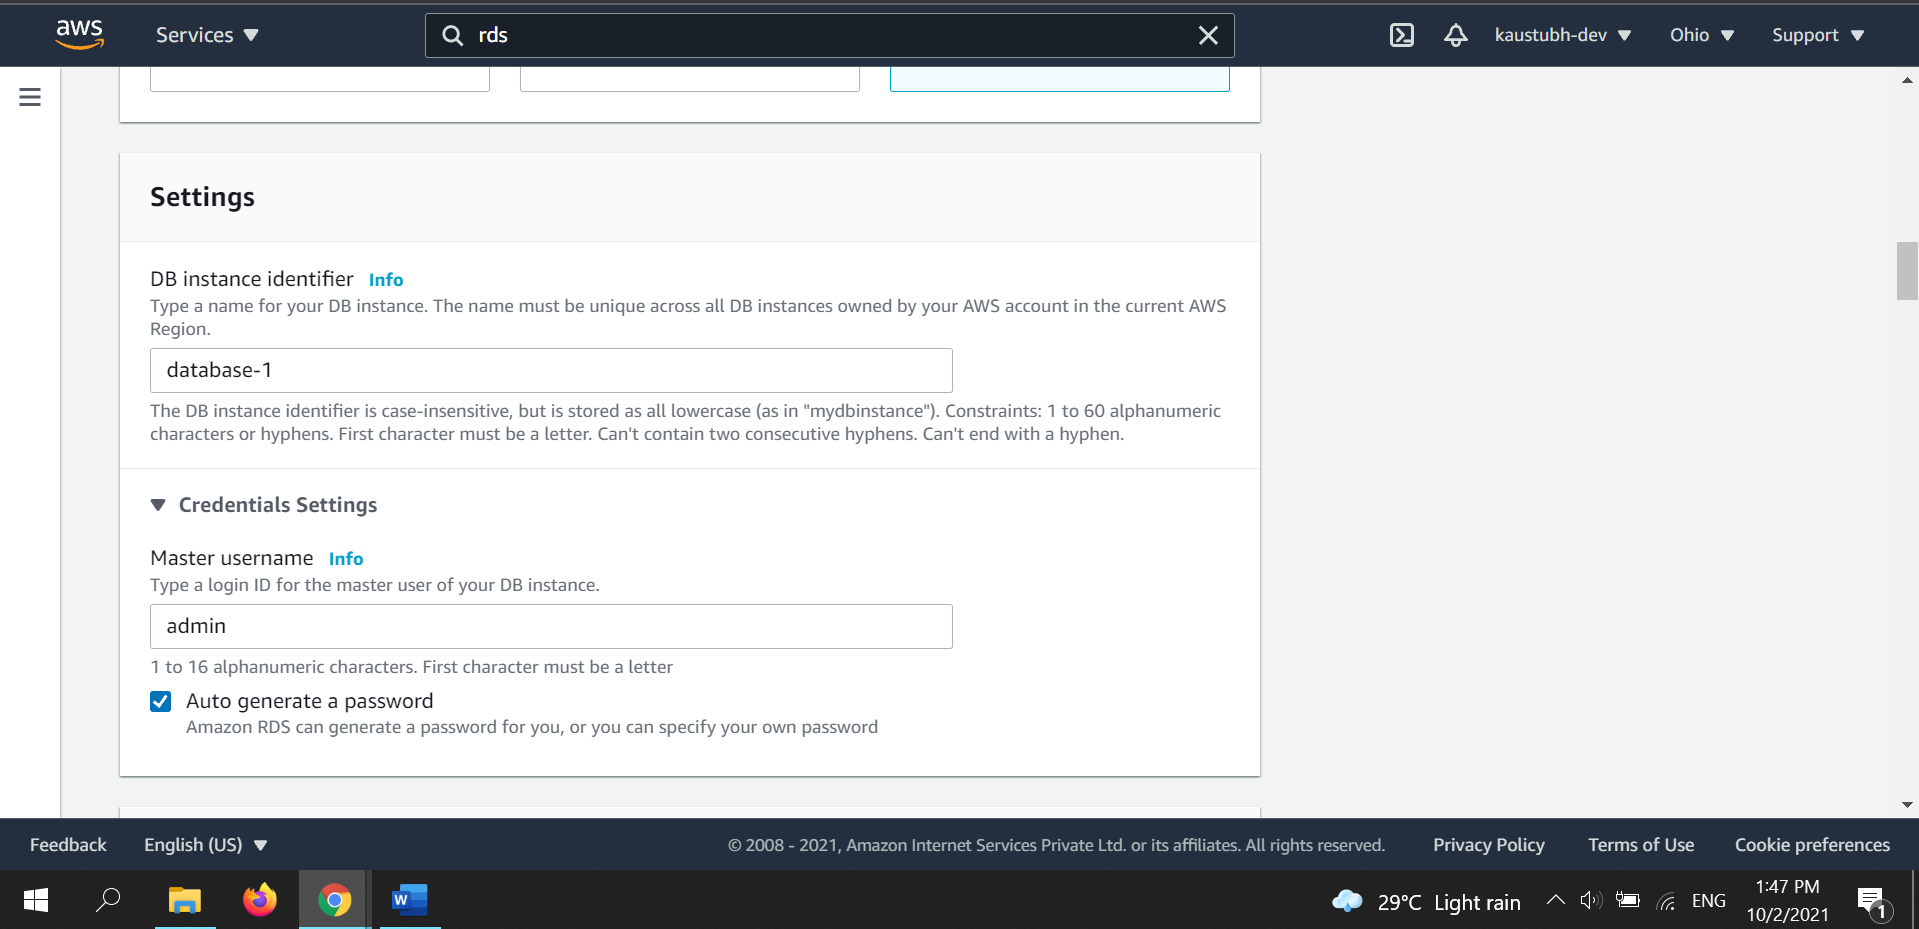 aws
Services
rds
kaustubh-dev
Ohio
Support
Settings
DB instance identifier Info
Type a name for your DB instance. The name must be unique across all DB instances owned by your AWS account in the current AWS
Region.
database-1
The DB instance identifier is case-insensitive, but is stored as all lowercase (as in "mydbinstance"). Constraints: 1 to 60 alphanumeric
characters or hyphens. First character must be a letter. Can't contain two consecutive hyphens. Can't end with a hyphen.
Credentials Settings
Master username Info
Type a login ID for the master user of your DB instance.
admin
1 to 16 alphanumeric characters. First character must be a letter
Auto generate a password
Amazon RDS can generate a password for you, or you can specify your own password
Feedback
English (US)
© 2008 - 2021, Amazon Internet Services Private Ltd. or its affiliates. All rights reserved.
Privacy Policy
Terms of Use
Cookie preferences
W
29°C Light rain
ENG
1:47 PM
10/2/2021
1